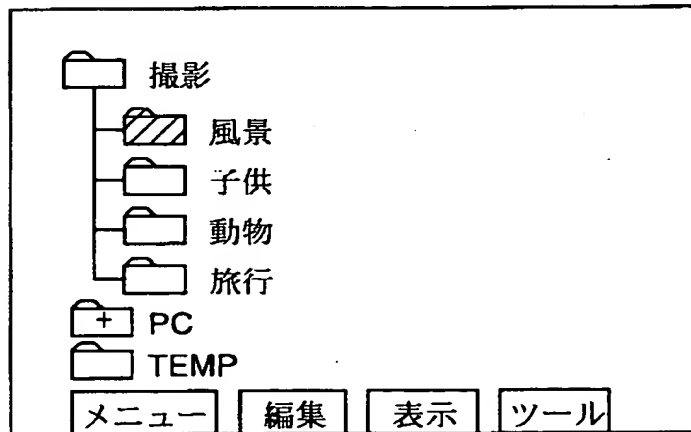 撮影
風景
子供
動物
旅行
+ PC
TEMP
メニュー 編集 表示 ツール